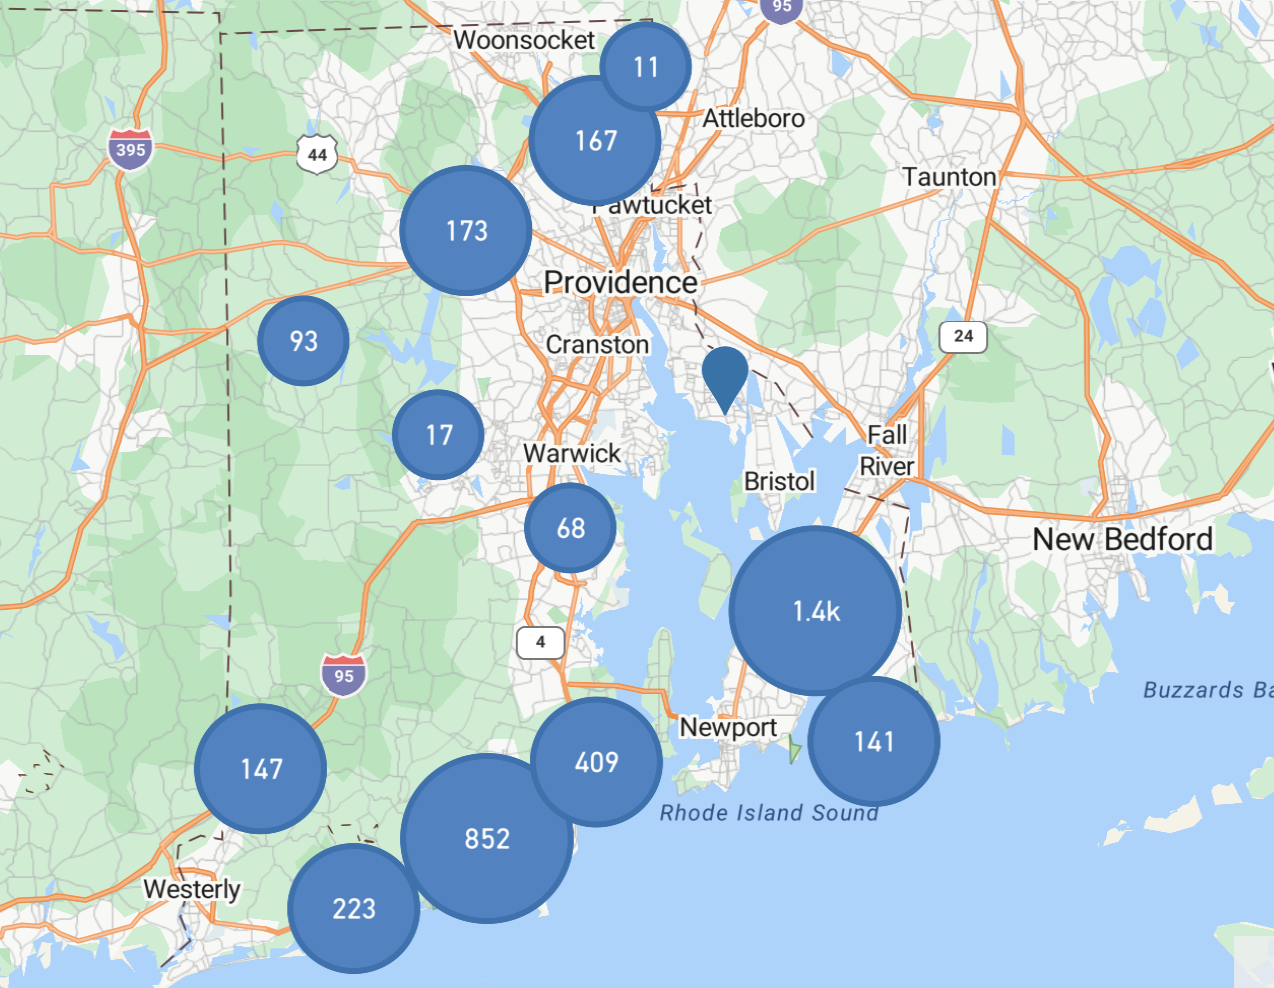 95
Woonsocket
11
Attleboro
167
395
44
Taunton
Pawtucket
173
Providence
24
93
Cranston
17
Fall
River
Warwick
Bristol
68
New Bedford
1.4k
4
95
Buzzards Ba
Newport
141
409
147
Rhode Island Sound
852
Westerly
223